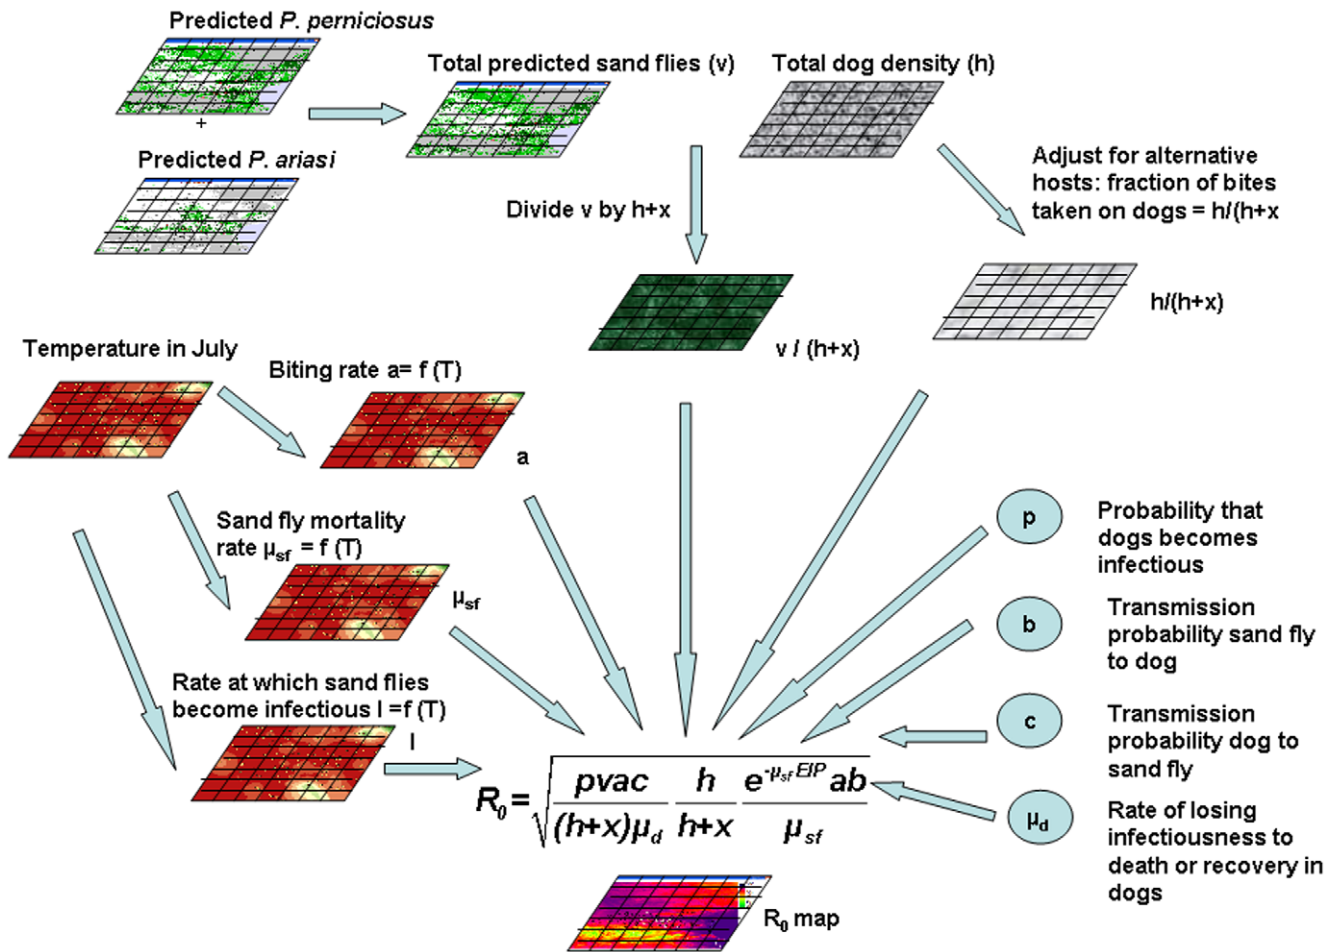 Predicted P. perniciosus
+
Predicted P. ariasi
Total predicted sand flies (v)
Total dog density (h)
Divide v by h+x
Adjust for alternative
hosts: fraction of bites
taken on dogs = h/(h+x
v / (h+x)
h/(h+x)
Temperature in July
Biting rate a= f (T)
a
Sand fly mortality
rate μsf = f (T)
μsf
Rate at which sand flies
become infectious I =f (T)
I
p
Probability that
dogs becomes
infectious
b
Transmission
probability sand fly
to dog
c
Transmission
probability dog to
sand fly
μd
Rate of losing
infectiousness to
death or recovery in
dogs
R0 = √ pvac/(h+x)μd h/h+x e^-μsf EIP ab/μsf
R0 map